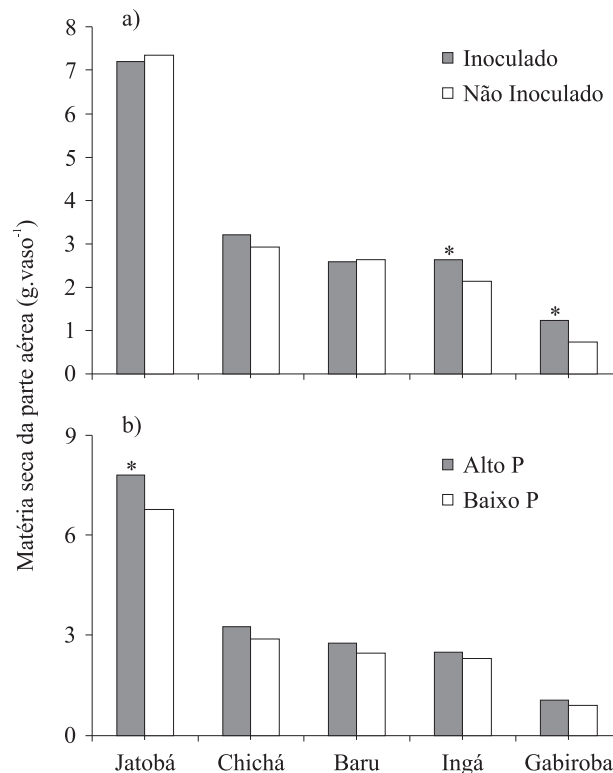 Matéria seca da parte aérea (g.vaso⁻¹)
a)
Inoculado
Não Inoculado
8
7
6
5
4
3
2
1
0
*
*
b)
Alto P
Baixo P
9
6
3
0
*
Jatobá Chichá Baru Ingá Gabiroba